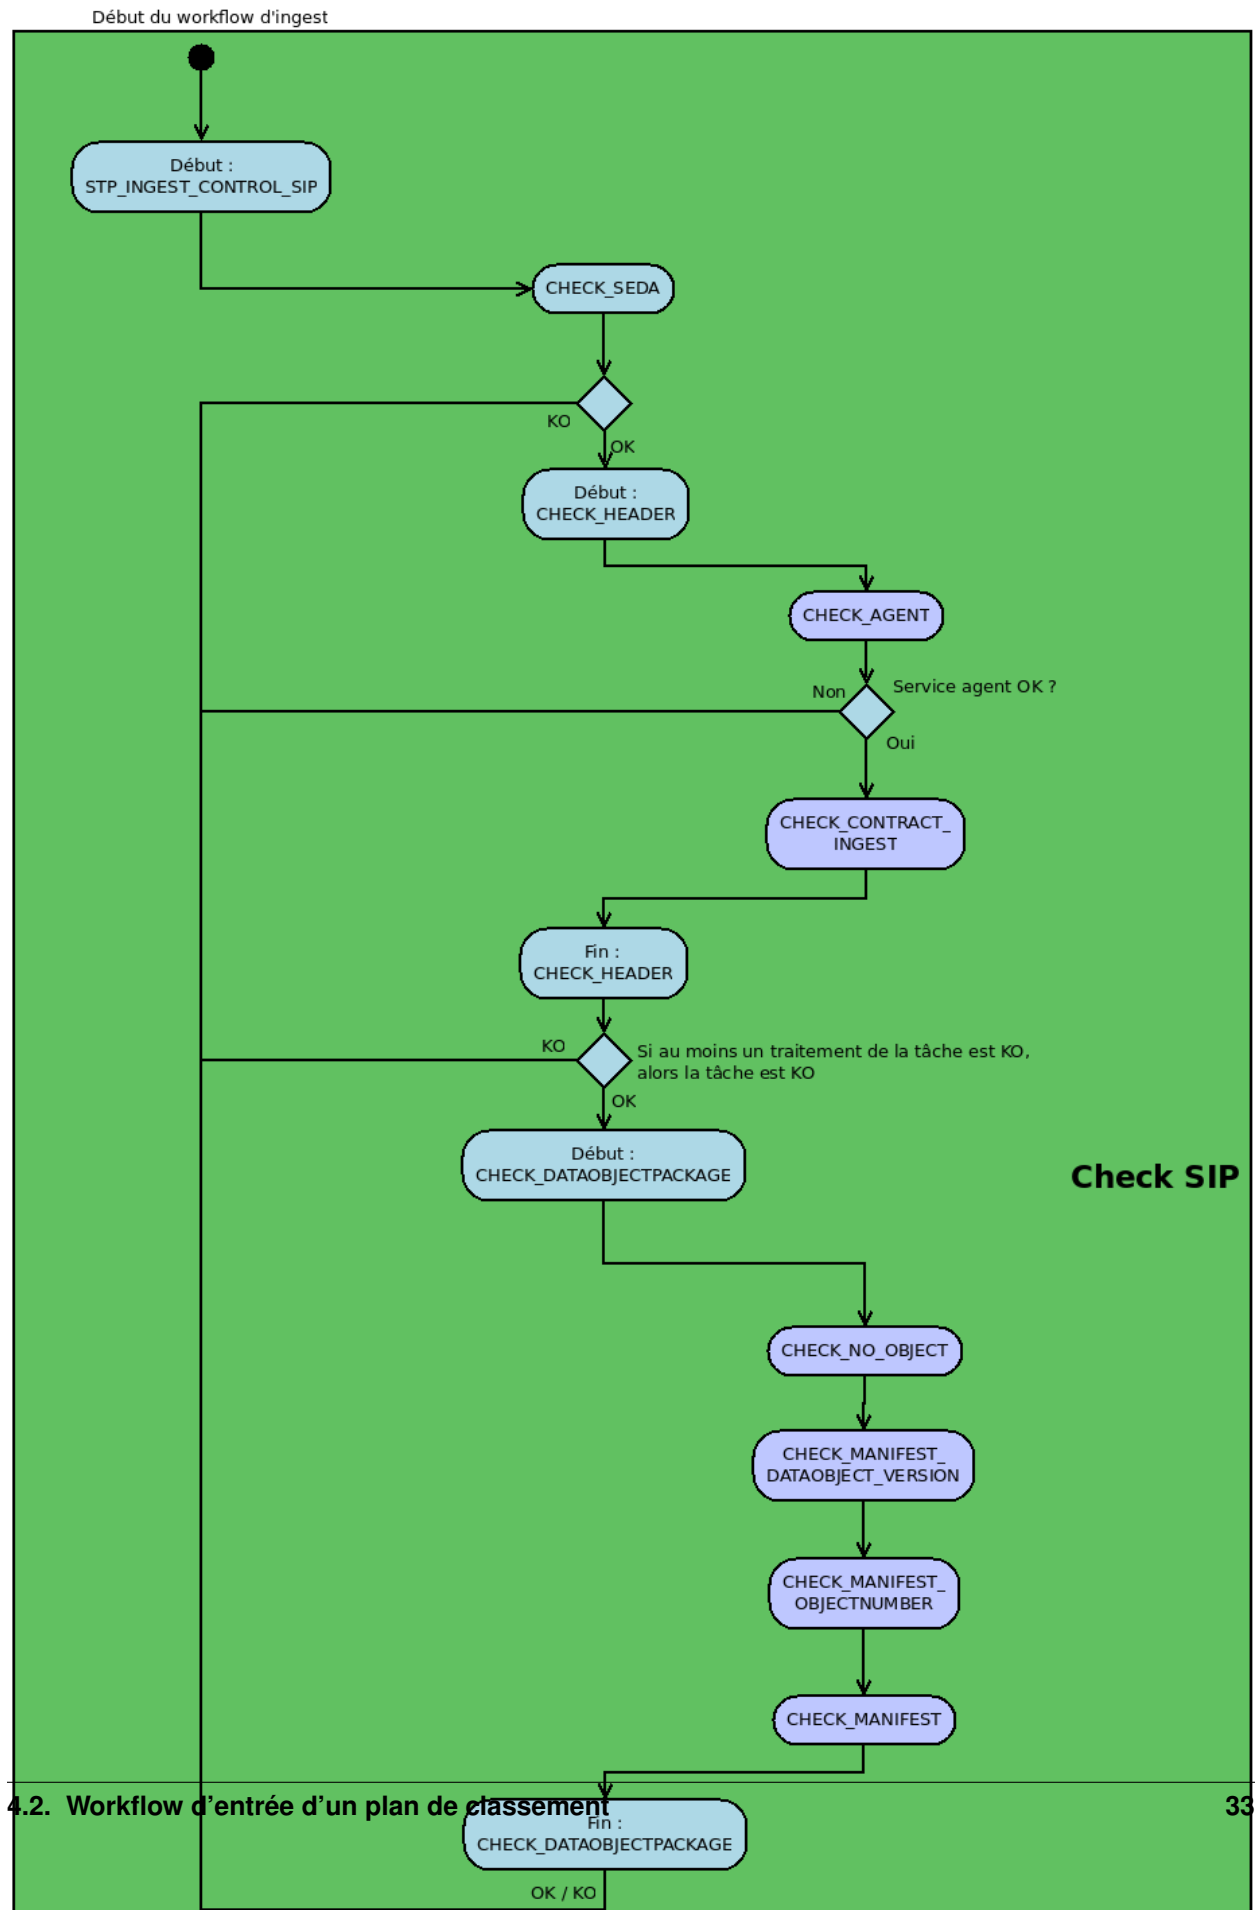 Début du workflow d'ingest
Début :
STP_INGEST_CONTROL_SIP
CHECK_SEDA
KO
OK
Début :
CHECK_HEADER
CHECK_AGENT
Non
Service agent OK ?
Oui
CHECK_CONTRACT_
INGEST
Fin :
CHECK_HEADER
KO
Si au moins un traitement de la tâche est KO,
alors la tâche est KO
OK
Début :
CHECK_DATAOBJECTPACKAGE
Check SIP
CHECK_NO_OBJECT
CHECK_MANIFEST_
DATAOBJECT_VERSION
CHECK_MANIFEST_
OBJECTNUMBER
CHECK_MANIFEST
4.2. Workflow d’entrée d’un plan de classement 33
Fin :
CHECK_DATAOBJECTPACKAGE
OK / KO